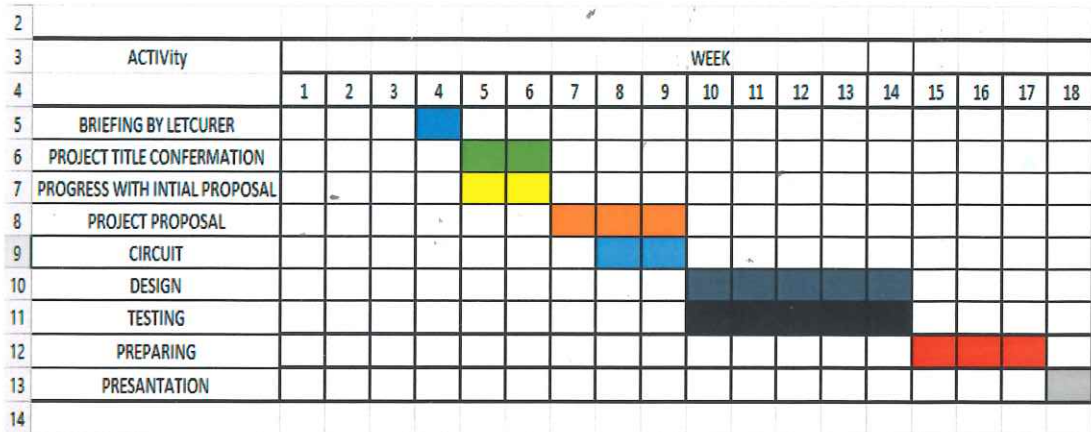 2
3 ACTIVity WEEK
4 1 2 3 4 5 6 7 8 9 10 11 12 13 14 15 16 17 18
5 BRIEFING BY LETCURER
6 PROJECT TITLE CONFERMATION
7 PROGRESS WITH INTIAL PROPOSAL
8 PROJECT PROPOSAL
9 CIRCUIT
10 DESIGN
11 TESTING
12 PREPARING
13 PRESANTATION
14